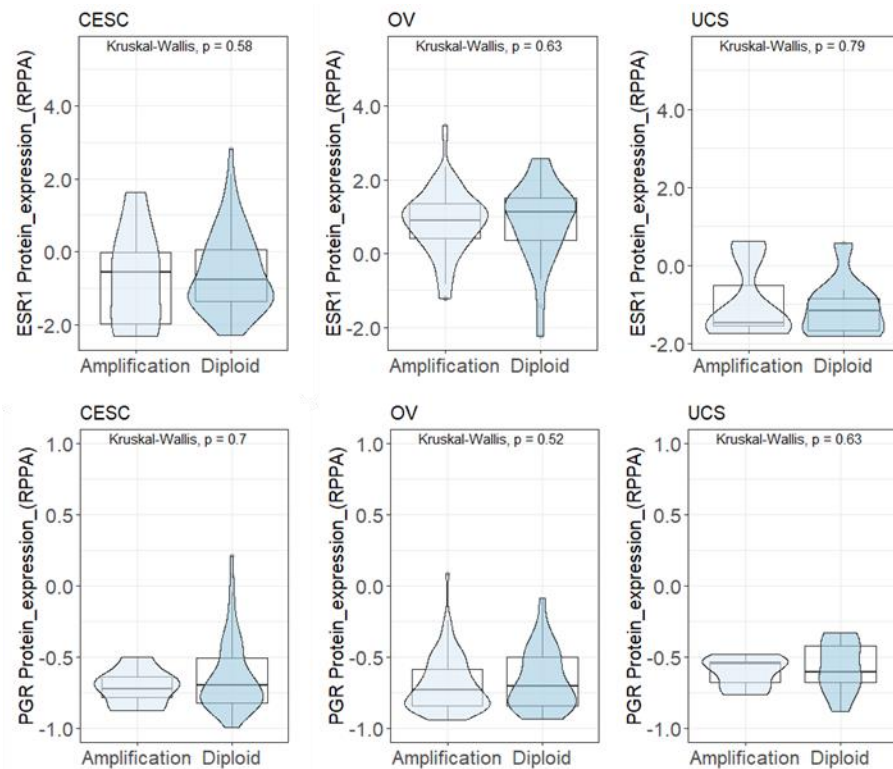 CESC
Kruskal-Wallis, p = 0.58
ESR1 Protein_expression_(RPPA)
4.0
2.0
0.0
-2.0
Amplification Diploid
OV
Kruskal-Wallis, p = 0.63
ESR1 Protein_expression_(RPPA)
4.0
2.0
0.0
-2.0
Amplification Diploid
UCS
Kruskal-Wallis, p = 0.79
ESR1 Protein_expression_(RPPA)
4.0
-2.0
-0.0
-2.0
Amplification Diploid
CESC
Kruskal-Wallis, p = 0.7
PGR Protein_expression_(RPPA)
1.0
0.5
0.0
-0.5
-1.0
Amplification Diploid
OV
Kruskal-Wallis, p = 0.52
PGR Protein_expression_(RPPA)
1.0
0.5
0.0
-0.5
-1.0
Amplification Diploid
UCS
Kruskal-Wallis, p = 0.63
PGR Protein_expression_(RPPA)
1.0
0.5
0.0
-0.5
-1.0
Amplification Diploid